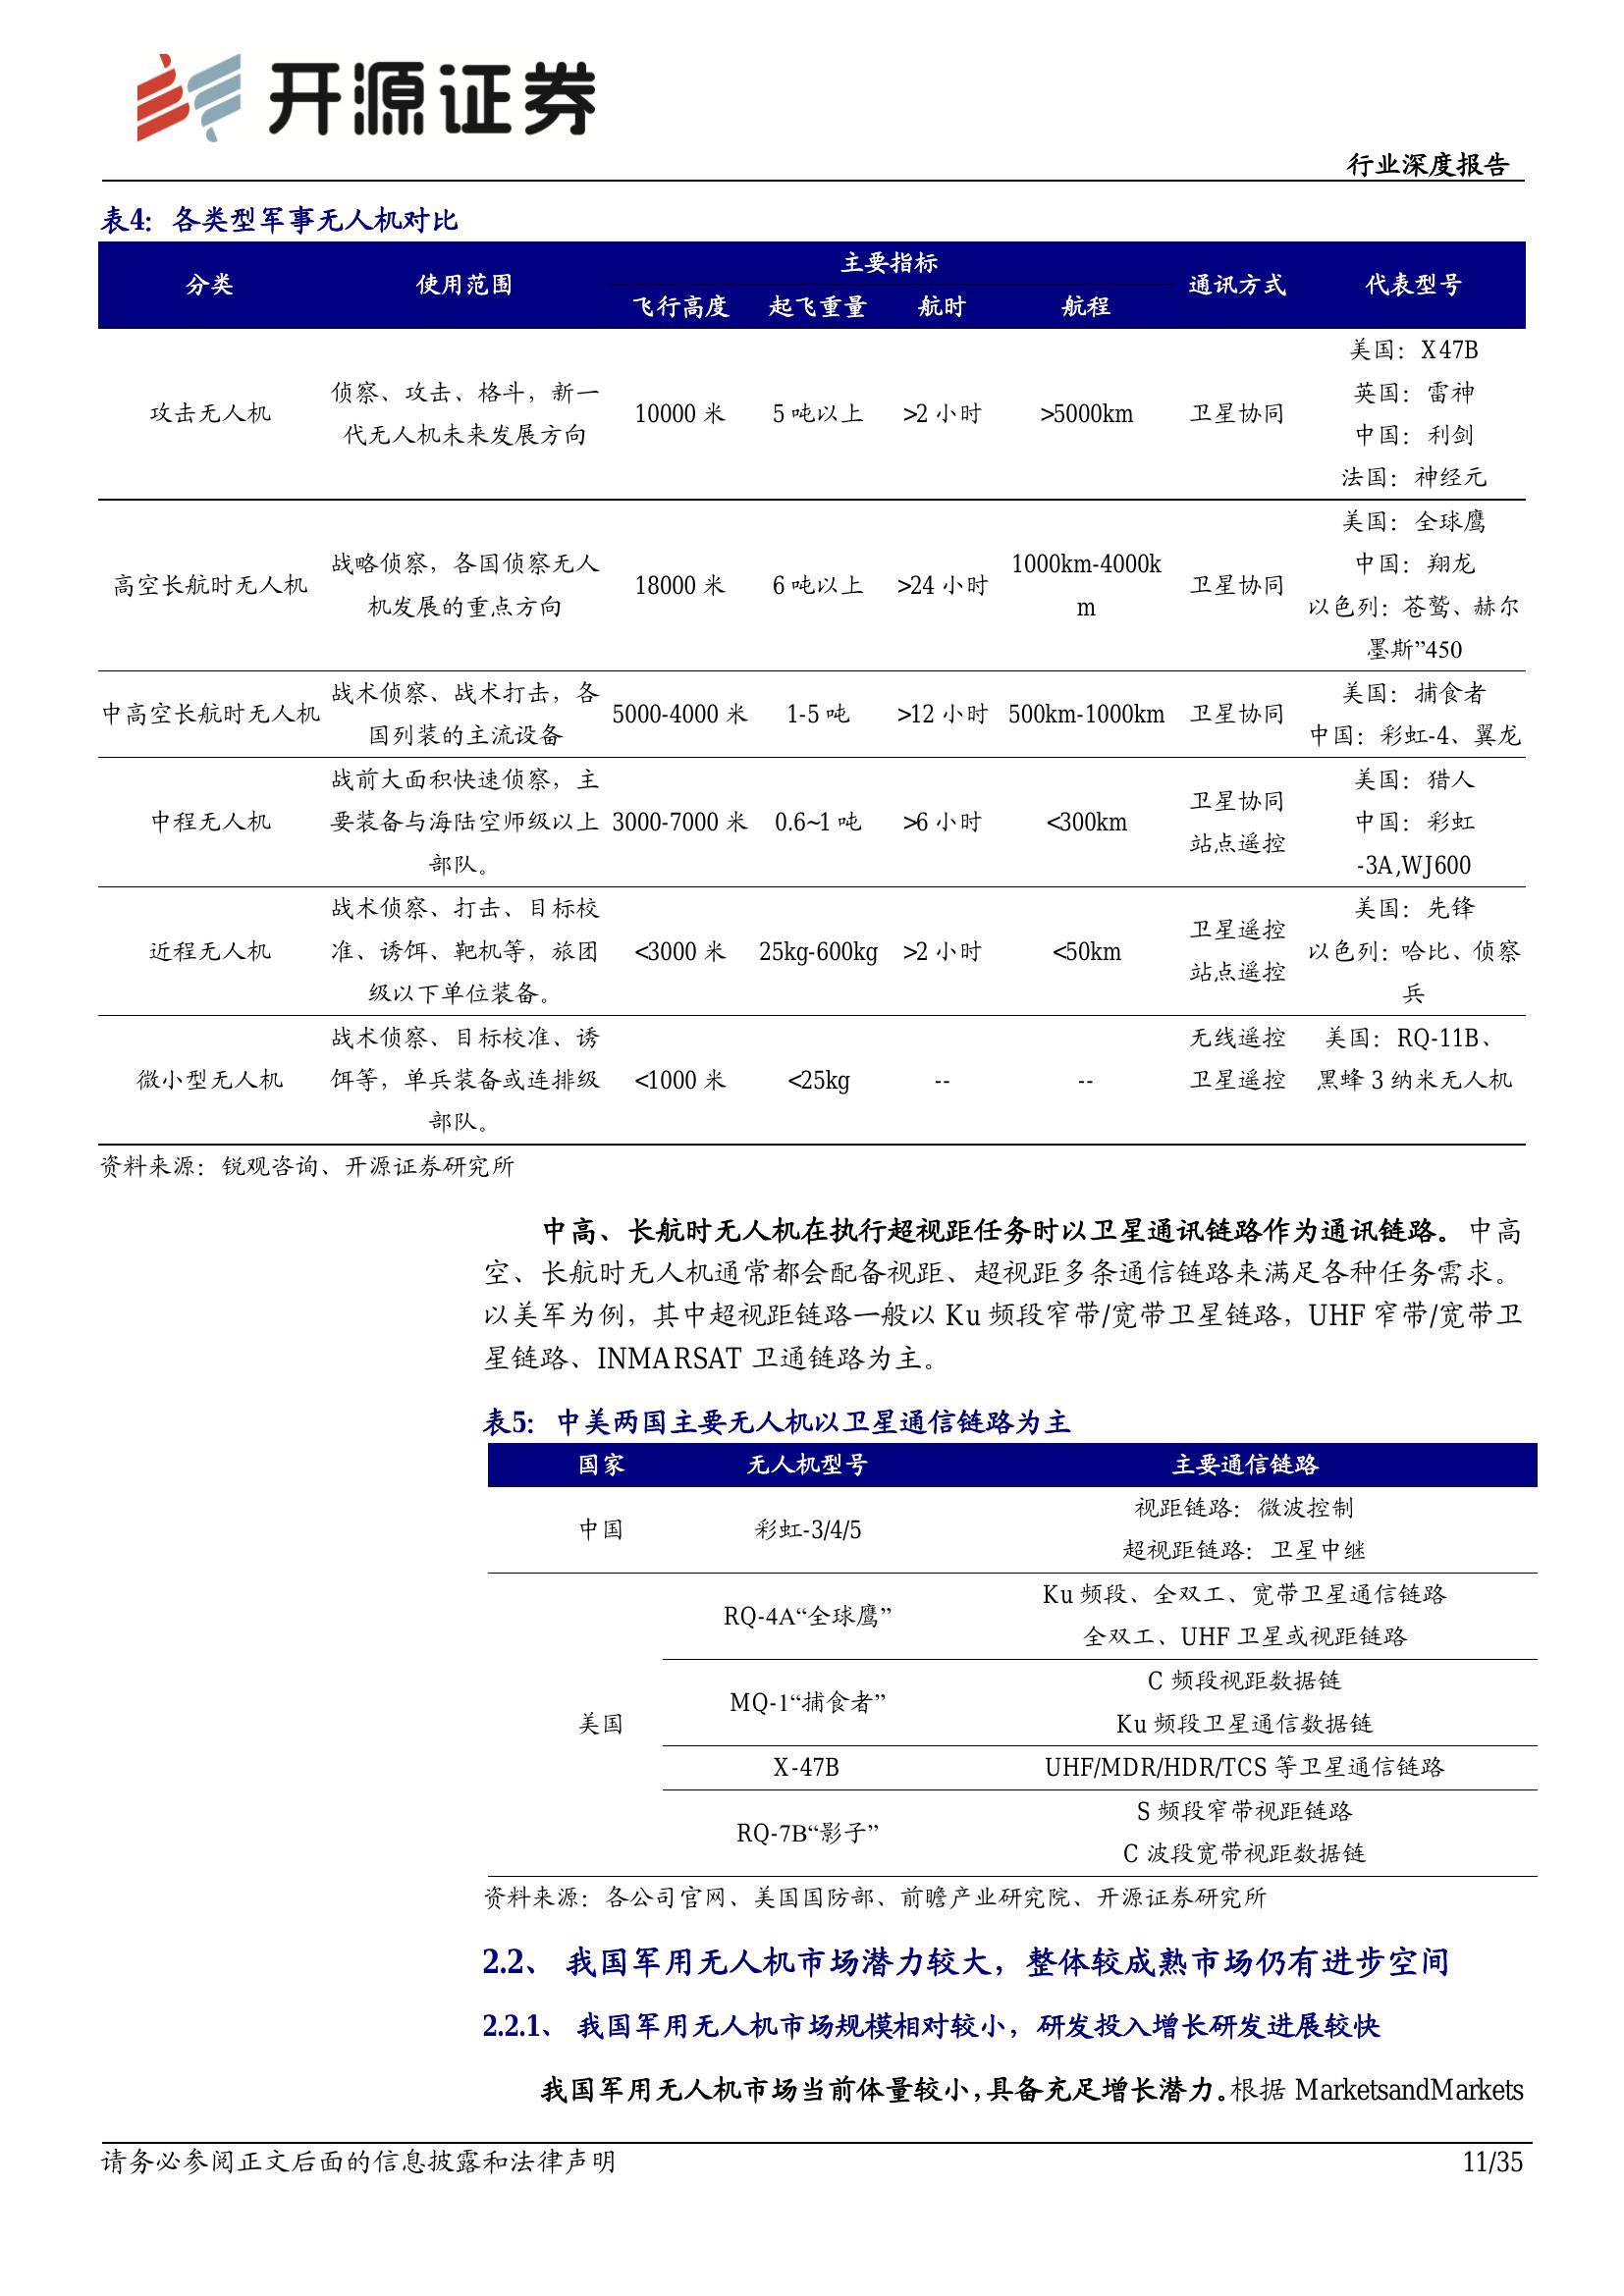 开源证券
行业深度报告
表4: 各类型军事无人机对比
分类 使用范围 主要指标 通讯方式 代表型号
飞行高度 起飞重量 航时 航程
攻击无人机 侦察、攻击、格斗，新一代无人机未来发展方向 10000 米 5 吨以上 >2 小时 >5000km 卫星协同 美国：X47B
英国：雷神
中国：利剑
法国：神经元
高空长航时无人机 战略侦察，各国侦察无人机发展的重点方向 18000 米 6 吨以上 >24 小时 1000km-4000km 卫星协同 美国：全球鹰
中国：翔龙
以色列：苍鹫、赫尔
墨斯”450
中高空长航时无人机 战术侦察、战术打击，各国列装的主流设备 5000-4000 米 1-5 吨 >12 小时 500km-1000km 卫星协同 美国：捕食者
中国：彩虹-4、翼龙
中程无人机 战前大面积快速侦察，主要装备与海陆空师级以上部队。 3000-7000 米 0.6~1 吨 >6 小时 <300km 卫星协同 站点遥控 美国：猎人
中国：彩虹
-3A,WJ600
近程无人机 战术侦察、打击、目标校准、诱饵、靶机等，旅团级以下单位装备。 <3000 米 25kg-600kg >2 小时 <50km 卫星遥控 站点遥控 美国：先锋
以色列：哈比、侦察
兵
微小型无人机 战术侦察、目标校准、诱饵等，单兵装备或连排级部队。 <1000 米 <25kg -- -- 无线遥控 卫星遥控 美国：RQ-11B、
黑蜂 3 纳米无人机
资料来源：锐观咨询、开源证券研究所
中高、长航时无人机在执行超视距任务时以卫星通讯链路作为通讯链路。中高
空、长航时无人机通常都会配备视距、超视距多条通信链路来满足各种任务需求。
以美军为例，其中超视距链路一般以 Ku 频段窄带/宽带卫星链路，UHF 窄带/宽带卫
星链路、INMARSAT 卫通链路为主。
表5: 中美两国主要无人机以卫星通信链路为主
国家 无人机型号 主要通信链路
中国 彩虹-3/4/5 视距链路：微波控制
超视距链路：卫星中继
美国 RQ-4A“全球鹰” Ku 频段、全双工、宽带卫星通信链路
全双工、UHF 卫星或视距链路
MQ-1“捕食者” C 频段视距数据链
Ku 频段卫星通信数据链
X-47B UHF/MDR/HDR/TCS 等卫星通信链路
RQ-7B“影子” S 频段窄带视距链路
C 波段宽带视距数据链
资料来源：各公司官网、美国国防部、前瞻产业研究院、开源证券研究所
2.2、 我国军用无人机市场潜力较大，整体较成熟市场仍有进步空间
2.2.1、 我国军用无人机市场规模相对较小，研发投入增长研发进展较快
我国军用无人机市场当前体量较小，具备充足增长潜力。根据 MarketsandMarkets
请务必参阅正文后面的信息披露和法律声明 11/35